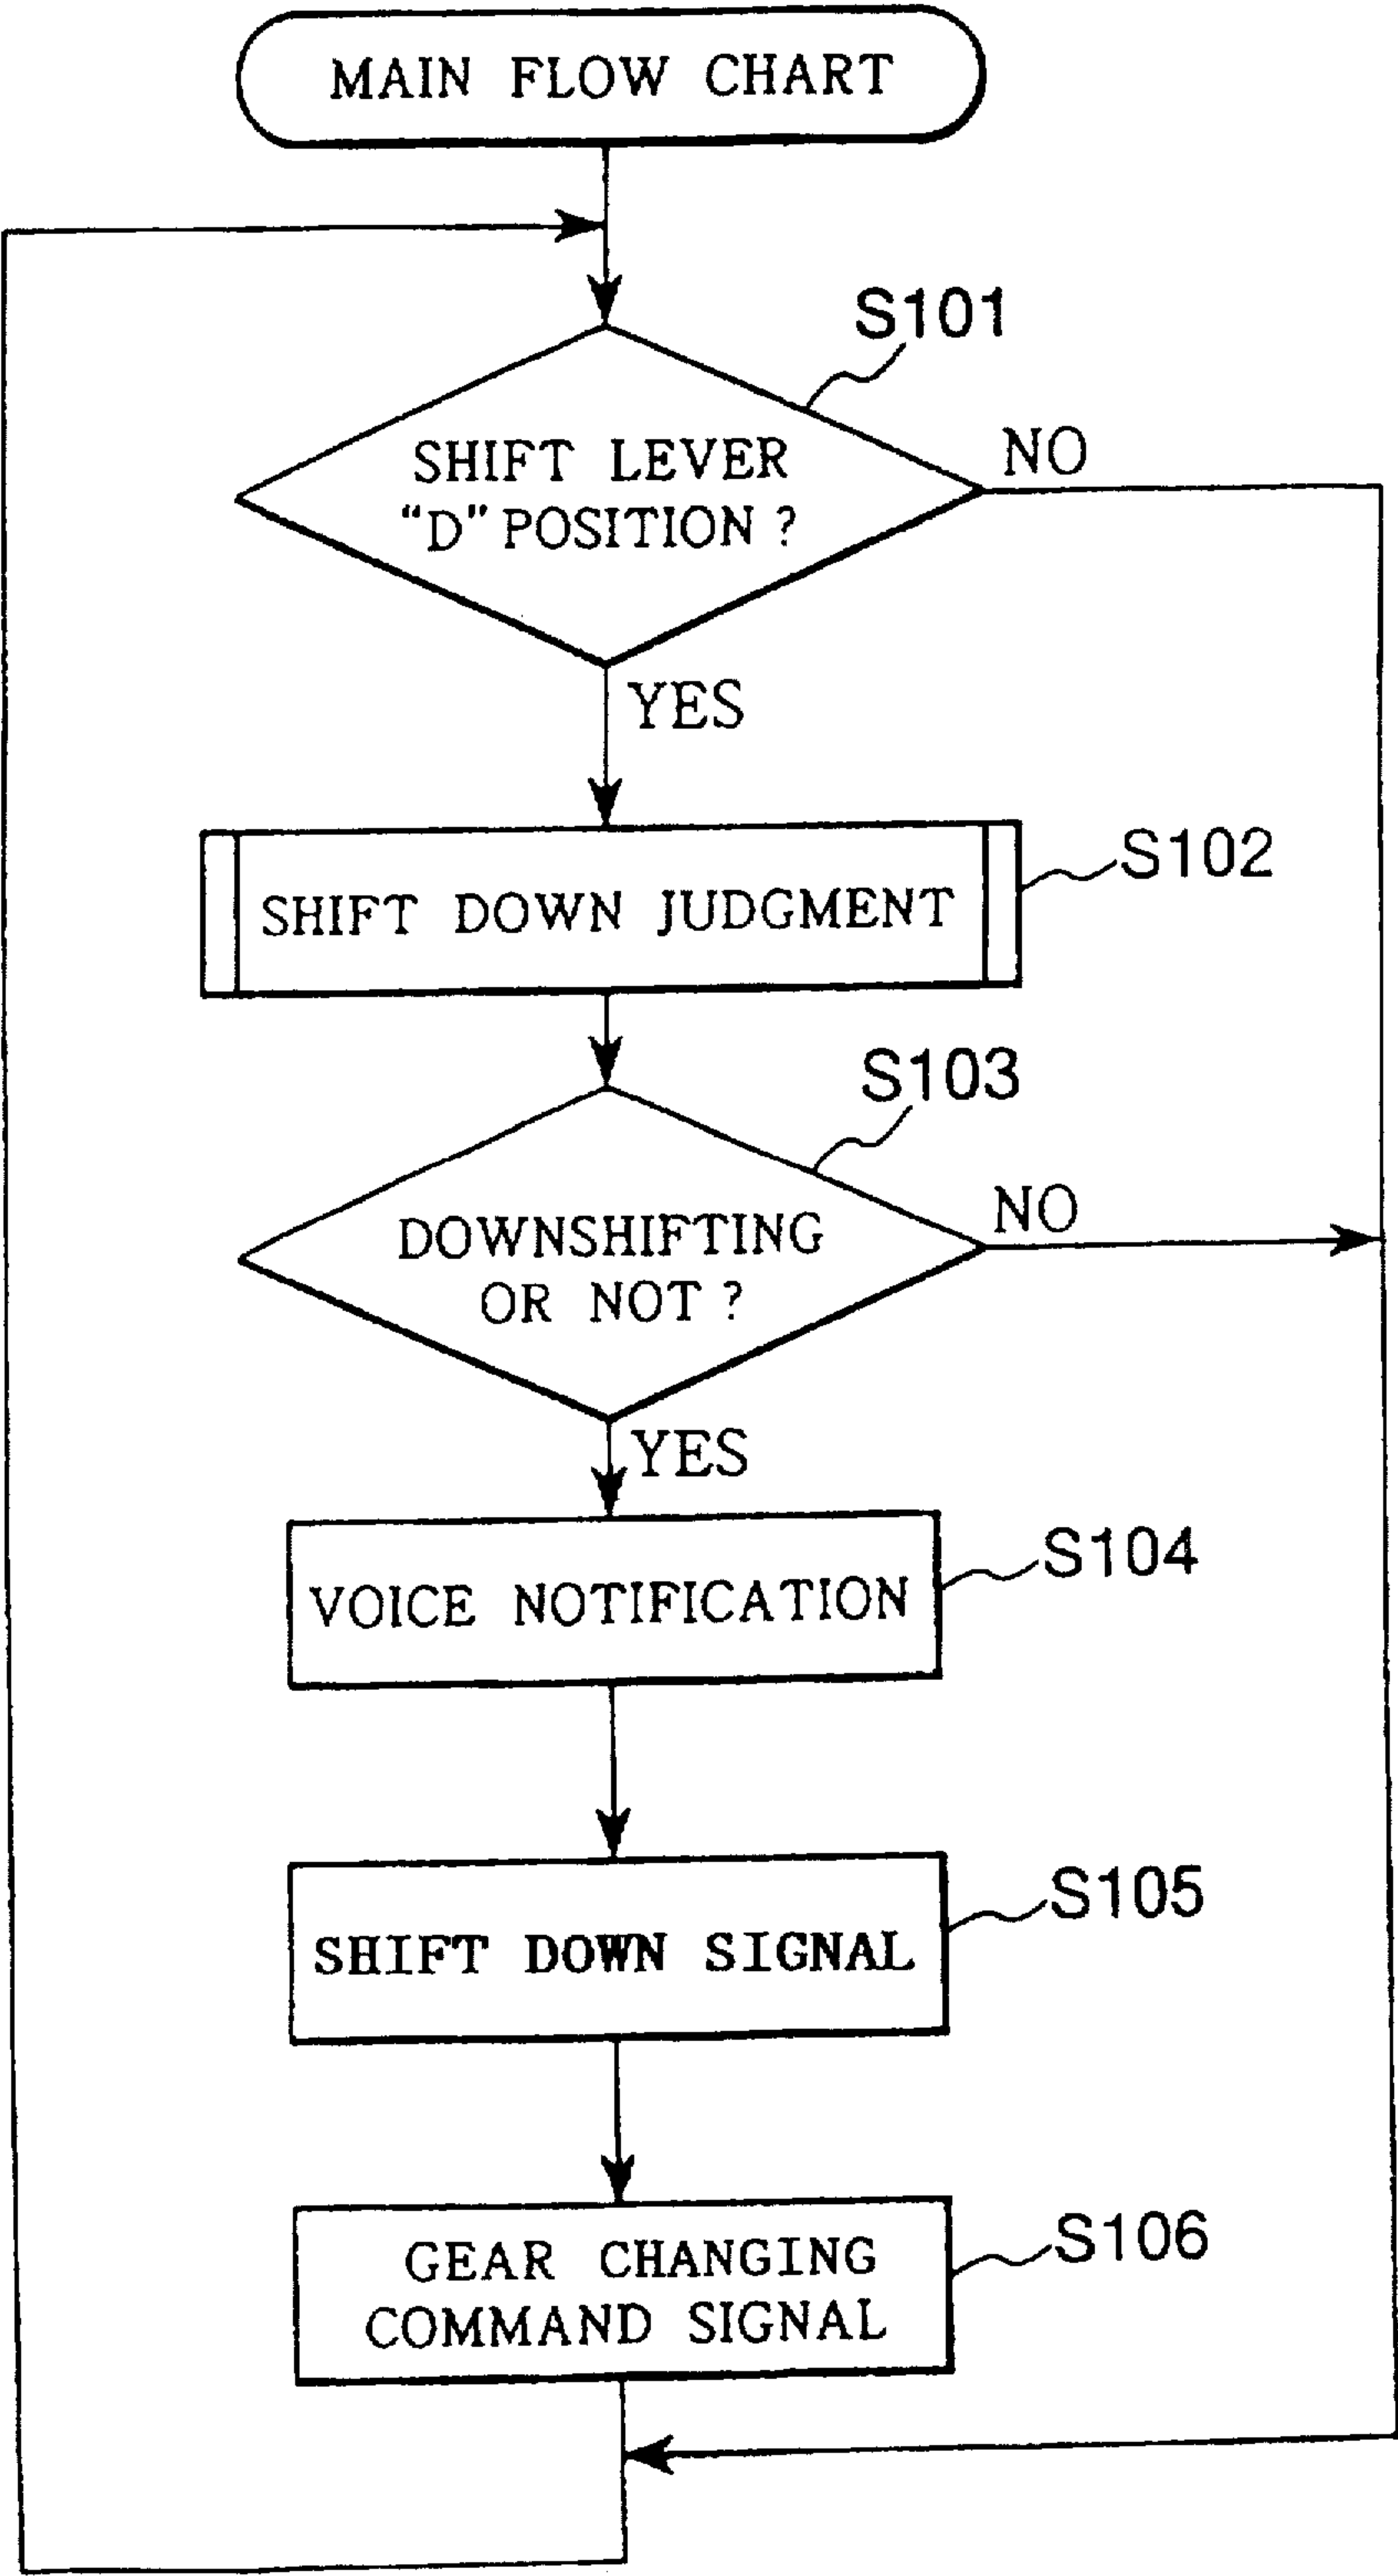 MAIN FLOW CHART
S101
SHIFT LEVER
“D” POSITION ?
NO
YES
SHIFT DOWN JUDGMENT
S102
S103
DOWNSHIFTING
OR NOT ?
NO
YES
VOICE NOTIFICATION
S104
SHIFT DOWN SIGNAL
S105
GEAR CHANGING
COMMAND SIGNAL
S106